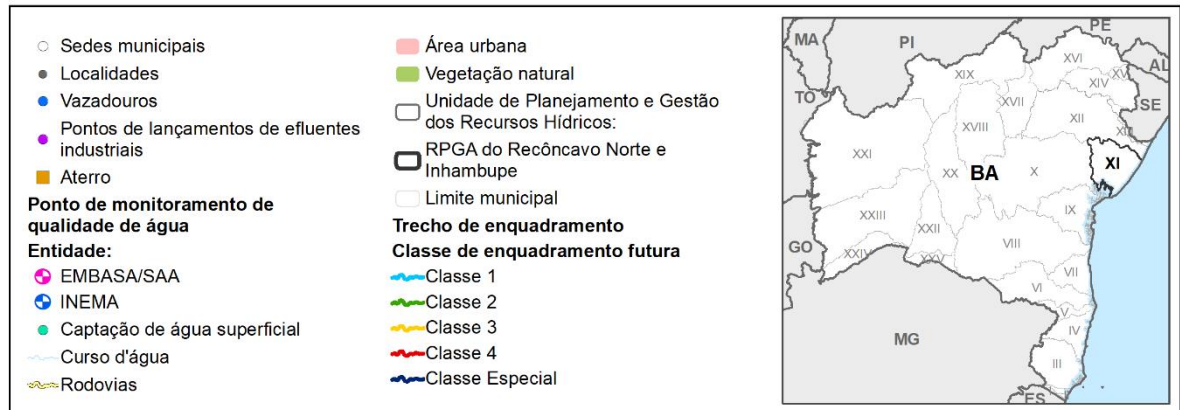 Sedes municipais
Localidades
Vazadouros
Pontos de lançamentos de efluentes
industriais
Aterro
Ponto de monitoramento de
qualidade de água
Entidade:
EMBASA/SAA
INEMA
Captação de água superficial
Curso d'água
Rodovias
Área urbana
Vegetação natural
Unidade de Planejamento e Gestão
dos Recursos Hídricos:
RPGA do Recôncavo Norte e
Inhambupe
Limite municipal
Trecho de enquadramento
Classe de enquadramento futura
Classe 1
Classe 2
Classe 3
Classe 4
Classe Especial
MA
PI
PE
AL
SE
TO
GO
MG
ES
BA
XIX
XVI
XV
XIV
XVII
XII
XVIII
XXI
XX
X
XI
IX
XXIII
XXII
VIII
XXIV
XXV
VII
VI
V
IV
III